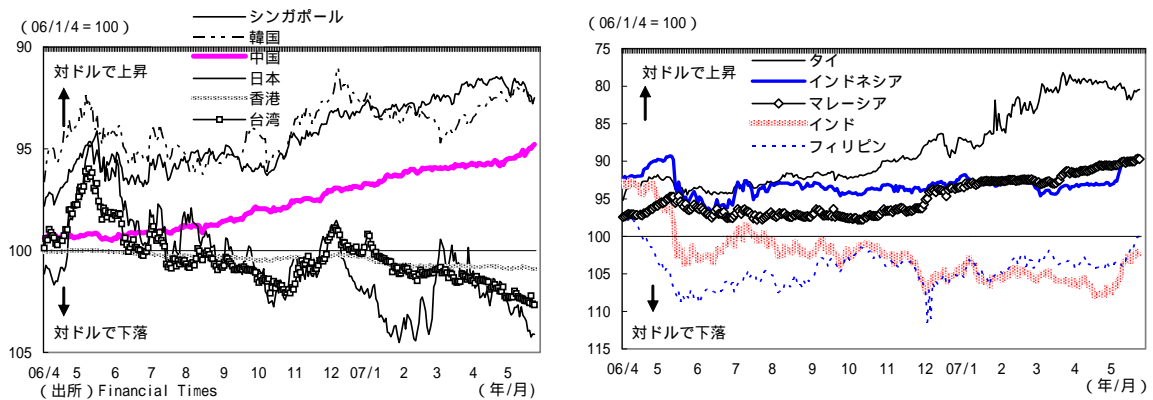 （06/1/4＝100）
シンガポール
韓国
中国
日本
香港
台湾
対ドルで上昇
対ドルで下落
90
95
100
105
06/4 5 6 7 8 9 10 11 12 07/1 2 3 4 5
（出所）Financial Times
（年/月）
（06/1/4＝100）
タイ
インドネシア
マレーシア
インド
フィリピン
対ドルで上昇
対ドルで下落
75
80
85
90
95
100
105
110
115
06/4 5 6 7 8 9 10 11 12 07/1 2 3 4 5
（年/月）